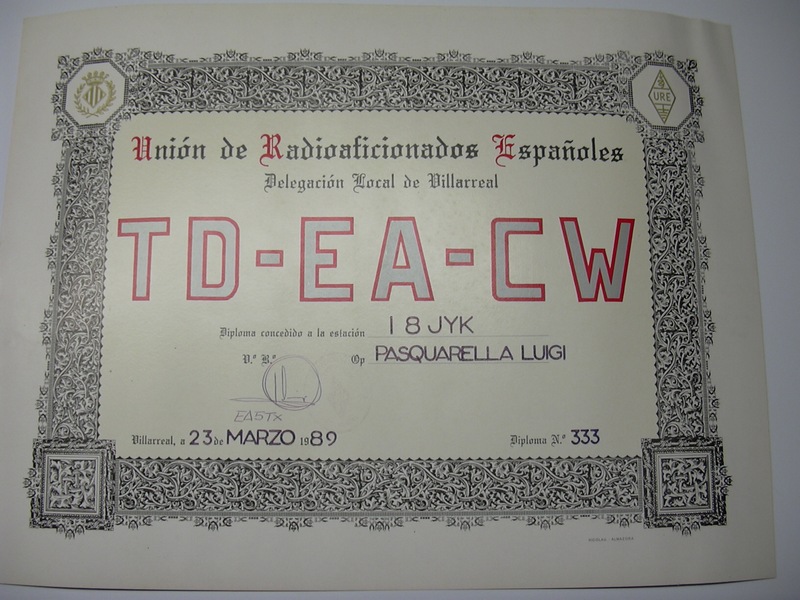 URE
Unión de Radioaficionados Españoles
Delegación Local de Villarreal
TD-EA-CW
Diploma concedido a la estación I 8 JYK
V.º B.º Op PASQUARELLA LUIGI
EA5TX
Villarreal, a 23 de MARZO 1989 Diploma N.º 333